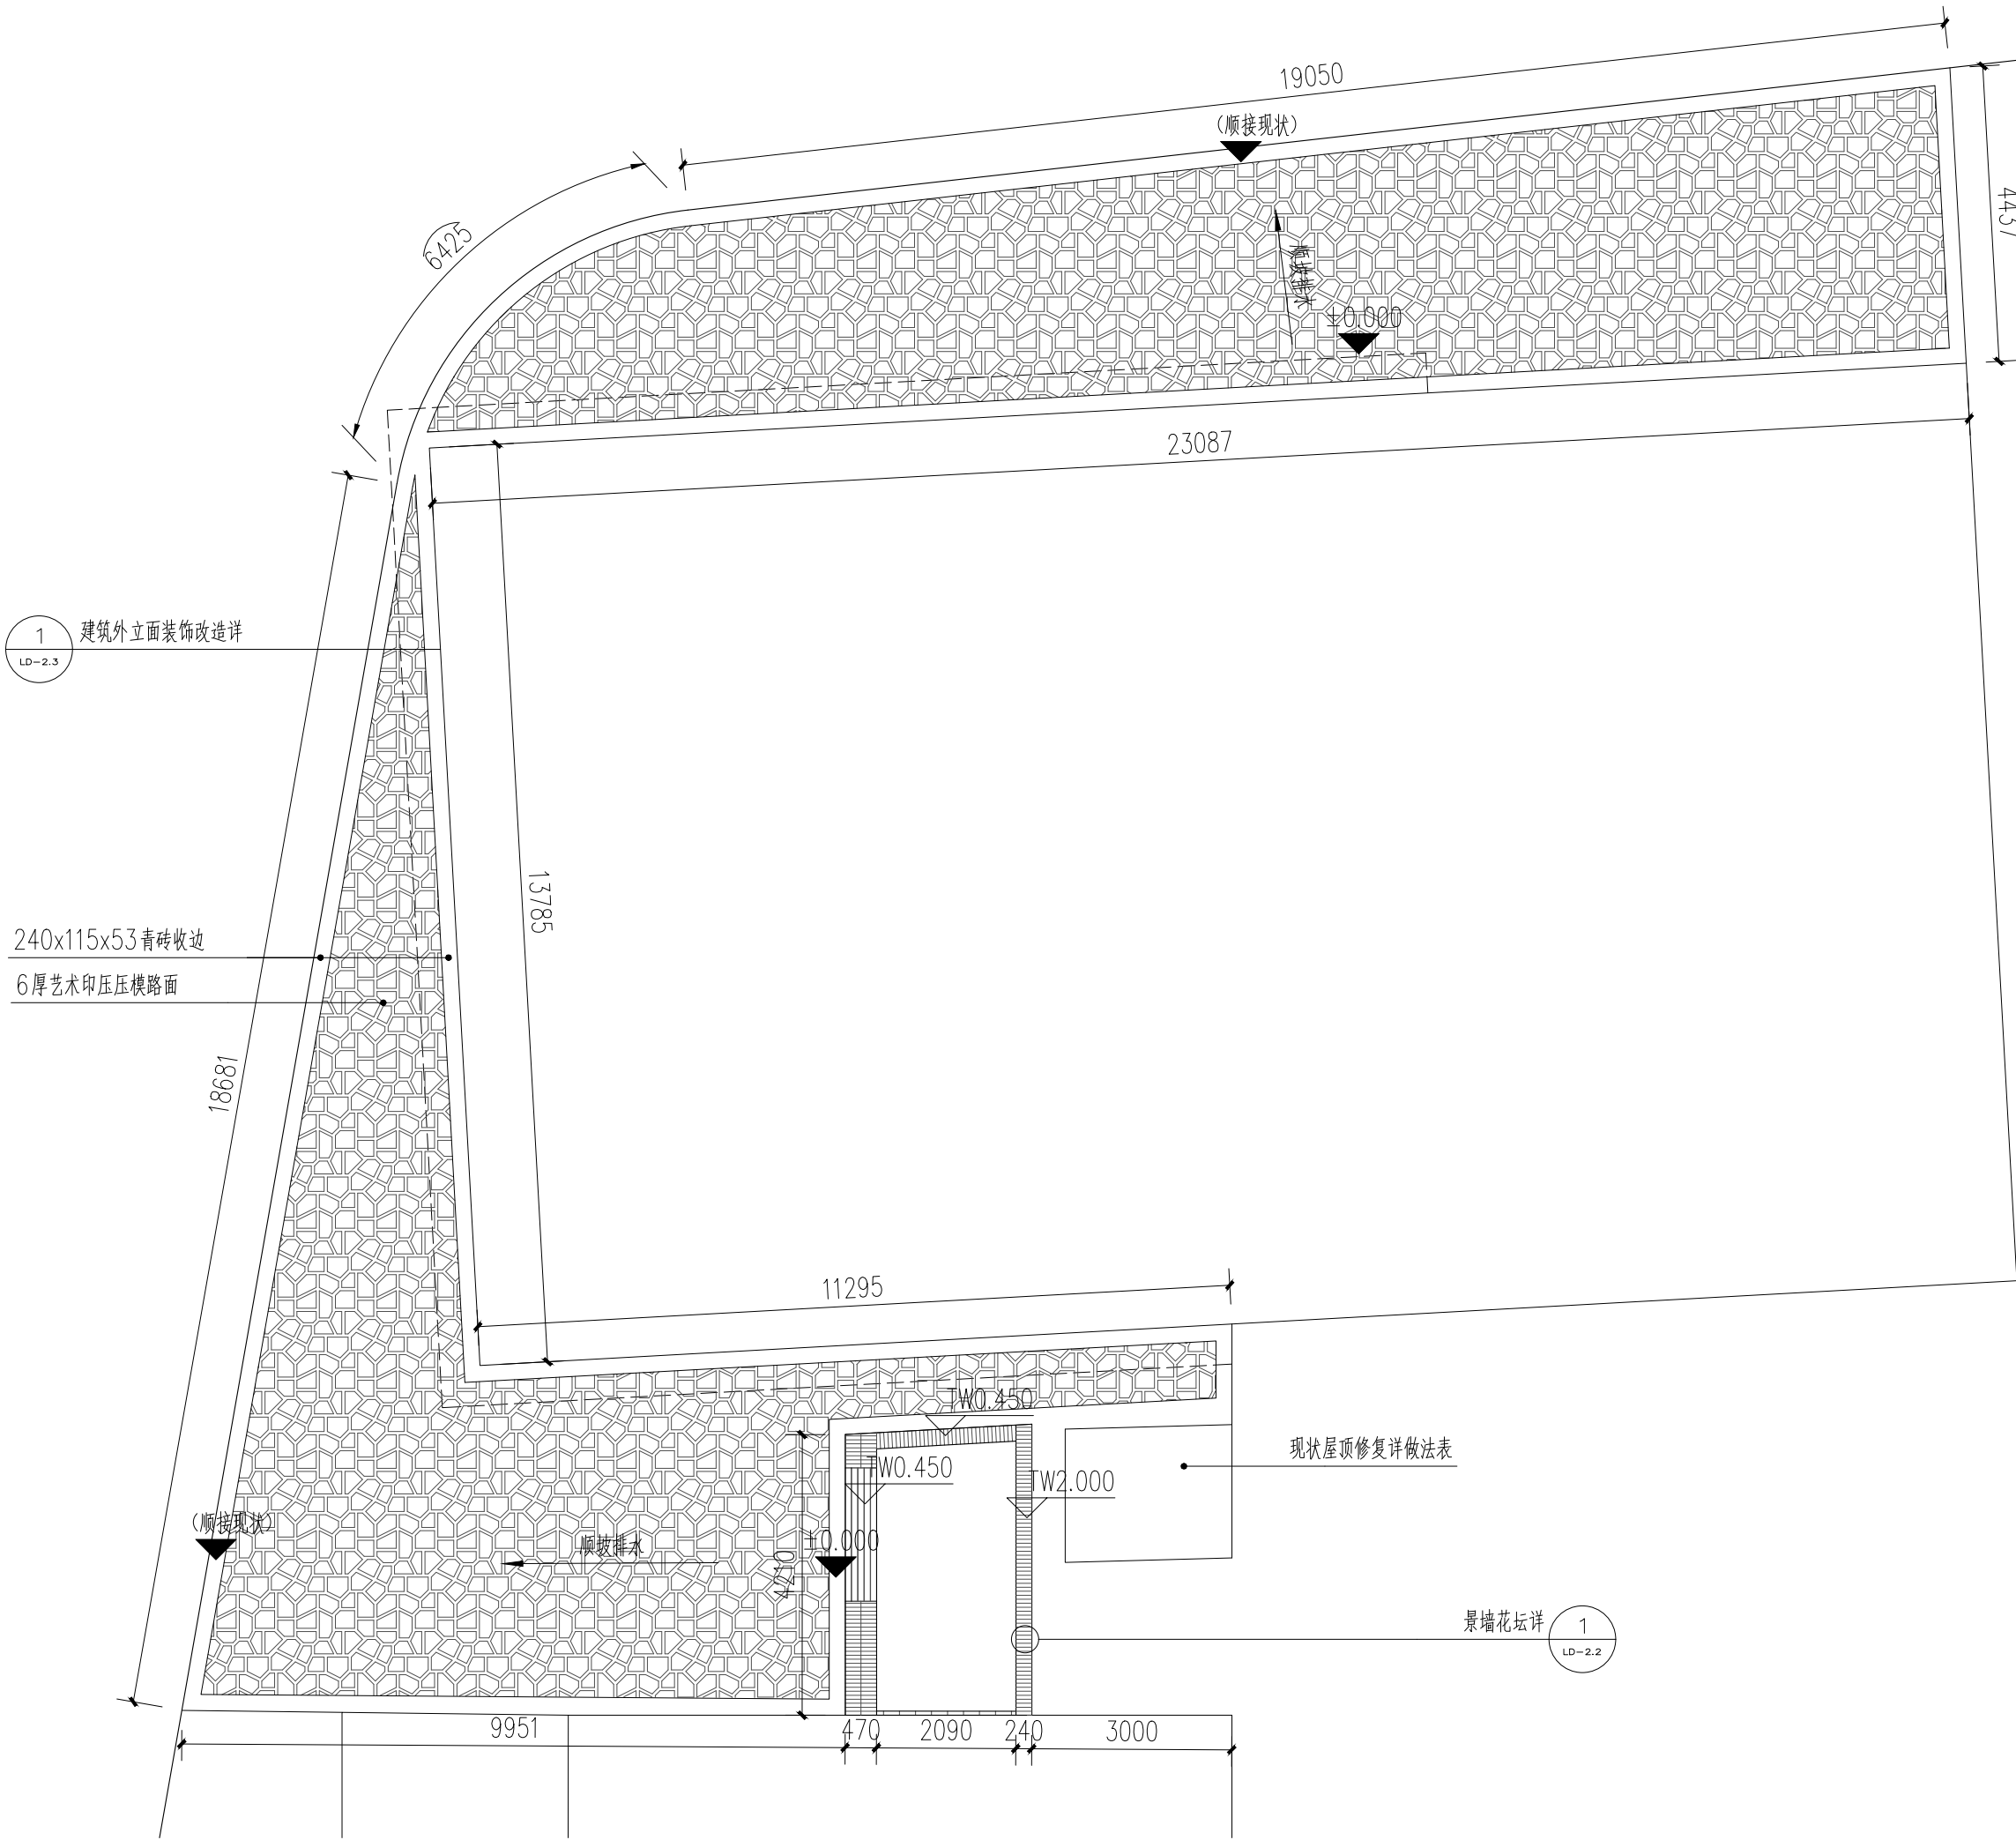 19050
(顺接现状)
4437
6425
顺坡排水
±0.000
23087
1
LD-2.3
建筑外立面装饰改造详
13785
240x115x53青砖收边
6厚艺术印压压模路面
18681
11295
TW0.450
现状屋顶修复详做法表
TW0.450
TW2.000
(顺接现状)
顺坡排水
±0.000
4210
景墙花坛详
1
LD-2.2
9951
470
2090
240
3000